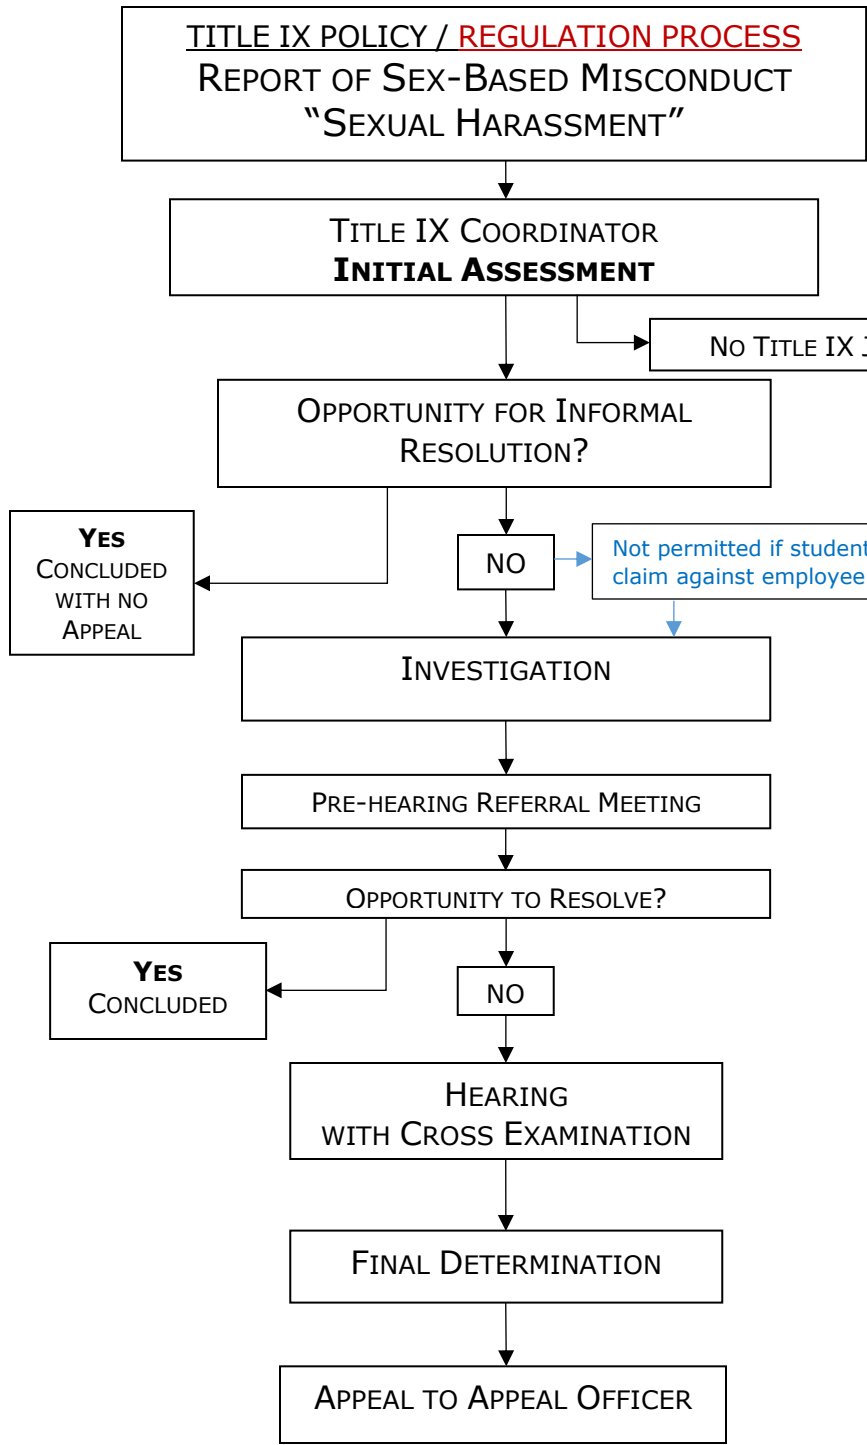 TITLE IX POLICY / REGULATION PROCESS
REPORT OF SEX-BASED MISCONDUCT
“SEXUAL HARASSMENT”
TITLE IX COORDINATOR
INITIAL ASSESSMENT
NO TITLE IX
OPPORTUNITY FOR INFORMAL
RESOLUTION?
YES
CONCLUDED
WITH NO
APPEAL
NO
Not permitted if student
claim against employee
INVESTIGATION
PRE-HEARING REFERRAL MEETING
OPPORTUNITY TO RESOLVE?
YES
CONCLUDED
NO
HEARING
WITH CROSS EXAMINATION
FINAL DETERMINATION
APPEAL TO APPEAL OFFICER